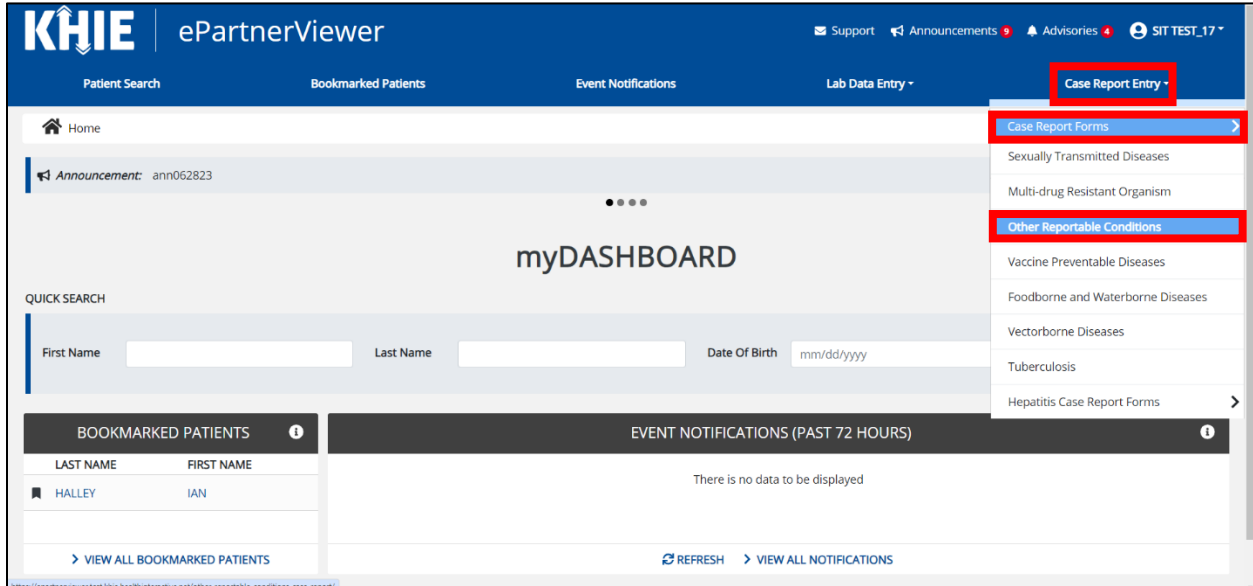 KHIE ePartnerViewer
Support Announcements 9 Advisories 4 SIT TEST_17
Patient Search Bookmarked Patients Event Notifications Lab Data Entry Case Report Entry
Home
Case Report Forms
Sexually Transmitted Diseases
Multi-drug Resistant Organism
Other Reportable Conditions
Vaccine Preventable Diseases
Foodborne and Waterborne Diseases
Vectorborne Diseases
Tuberculosis
Hepatitis Case Report Forms
Announcement: ann062823
myDASHBOARD
QUICK SEARCH
First Name Last Name Date Of Birth mm/dd/yyyy
BOOKMARKED PATIENTS
LAST NAME FIRST NAME
HALLEY IAN
VIEW ALL BOOKMARKED PATIENTS
EVENT NOTIFICATIONS (PAST 72 HOURS)
There is no data to be displayed
REFRESH VIEW ALL NOTIFICATIONS